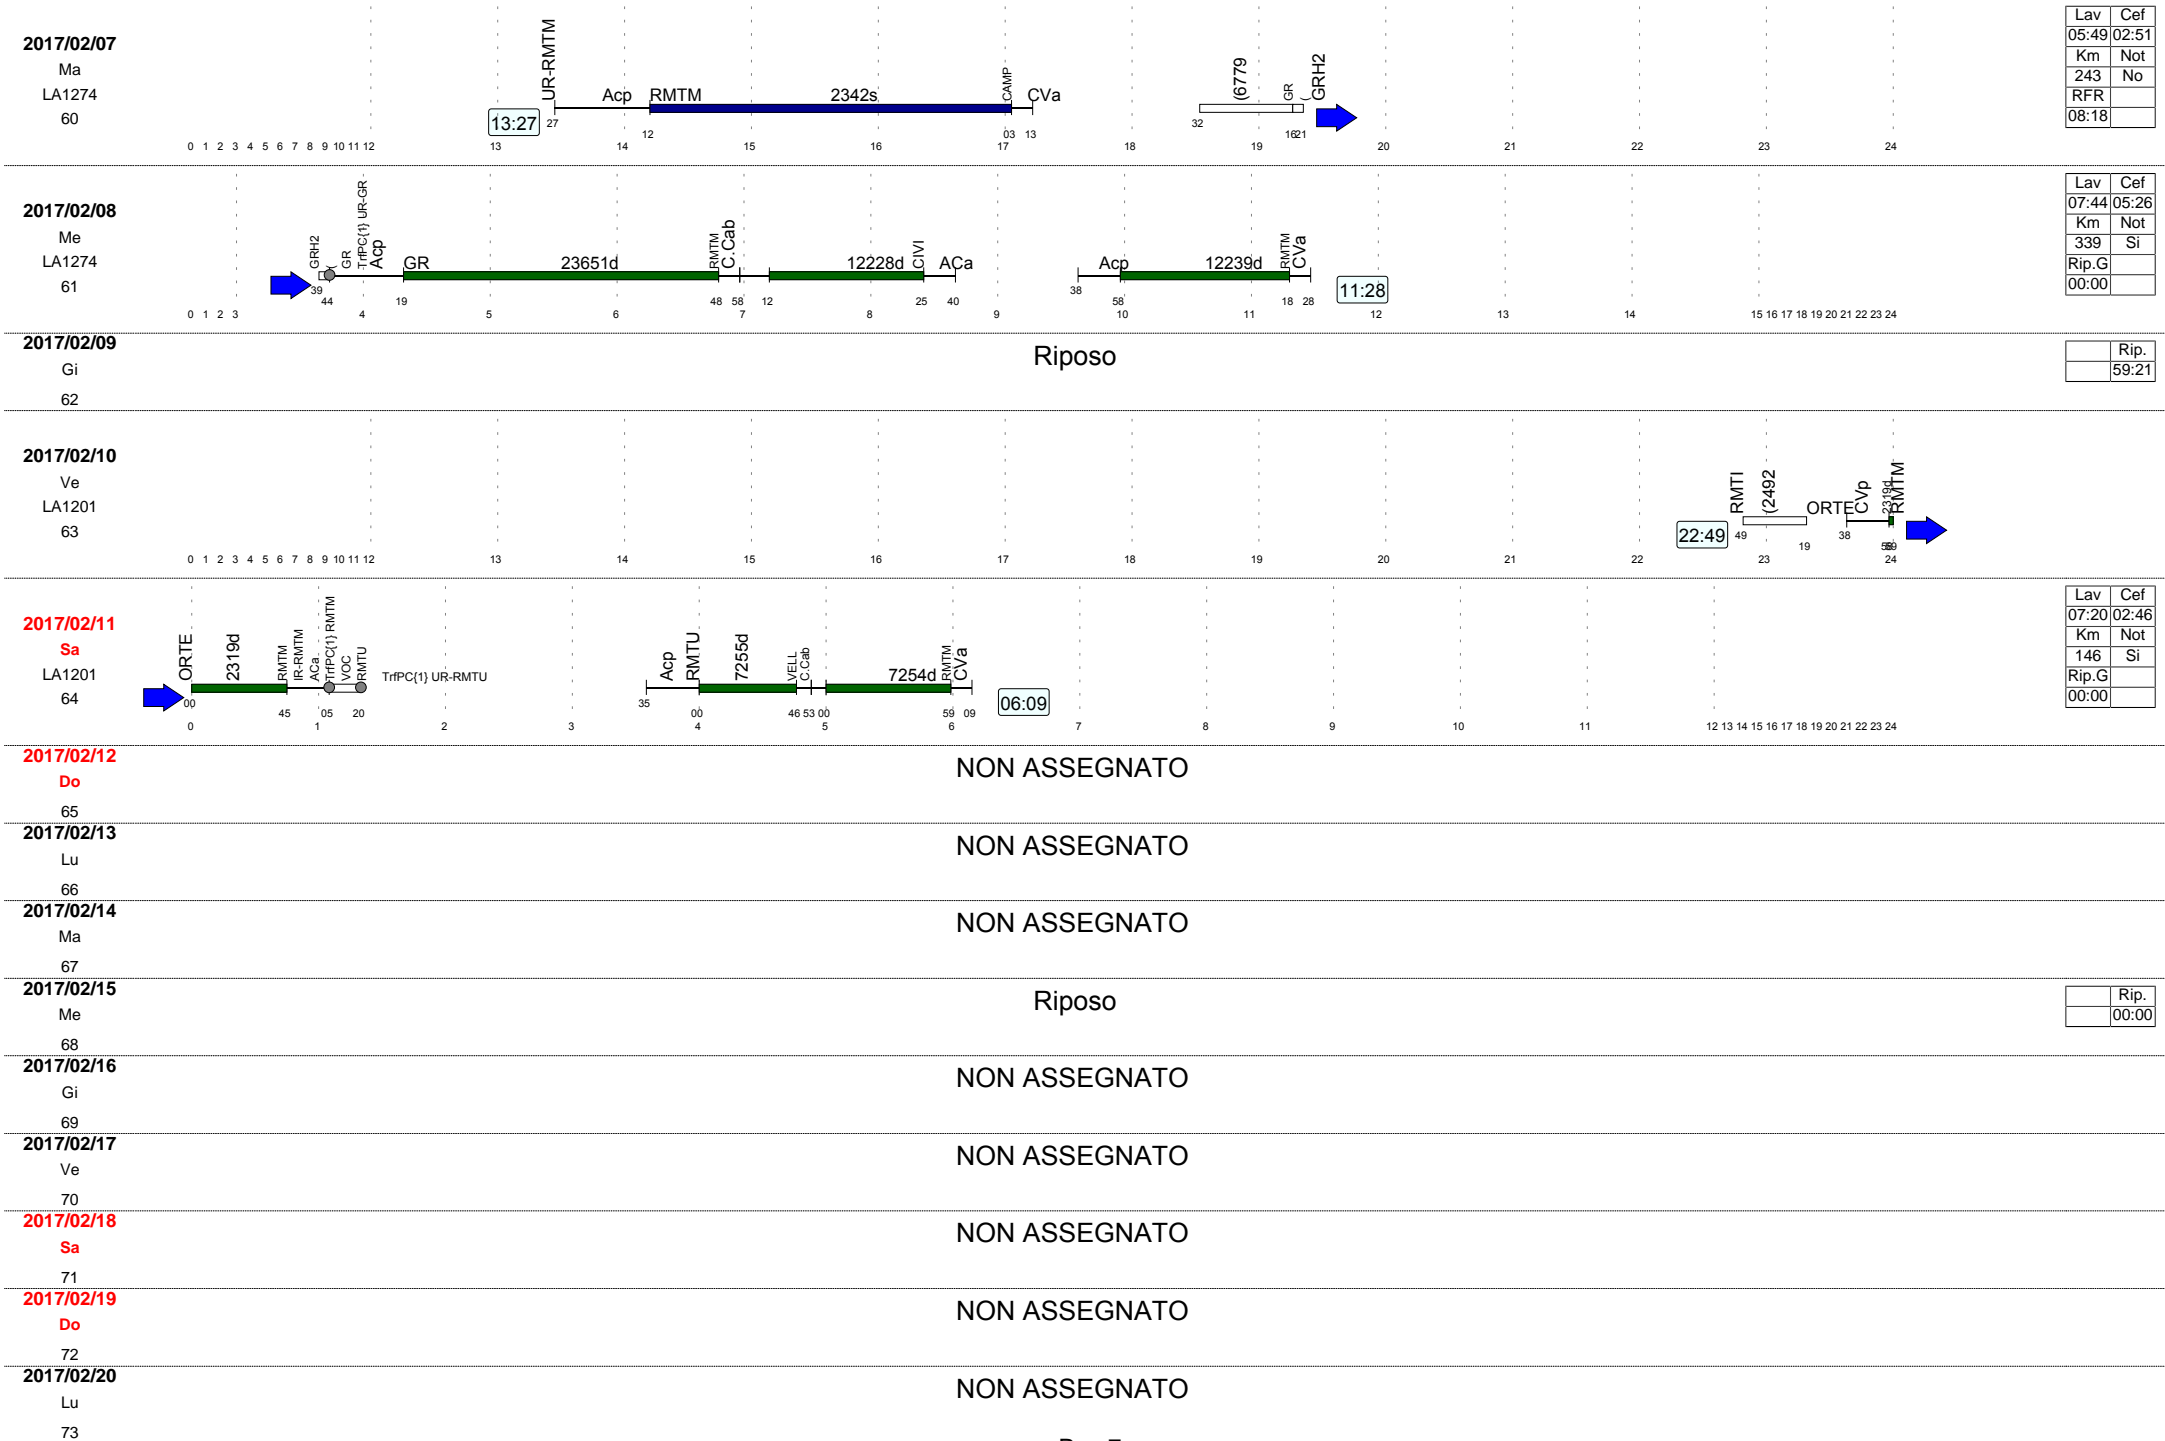 2017/02/07
Ma
LA1274
60
13:27
UR-RMTM
Acp
RMTM
2342s
CAMP
CVa
(6779
GR
(
GRH2
27
12
03
13
32
16
21
0 1 2 3 4 5 6 7 8 9 10 11 12 13 14 15 16 17 18 19 20 21 22 23 24
Lav Cef
05:49 02:51
Km Not
243 No
RFR
08:18
2017/02/08
Me
LA1274
61
GRH2
(
GR
TrfPC{1} UR-GR
Acp
GR
23651d
RMTM
C.Cab
12228d
CIVI
ACa
Acp
12239d
RMTM
CVa
11:28
39
44
19
48
58
12
25
40
38
58
18
28
0 1 2 3 4 5 6 7 8 9 10 11 12 13 14 15 16 17 18 19 20 21 22 23 24
Lav Cef
07:44 05:26
Km Not
339 Si
Rip.G
00:00
2017/02/09
Gi
62
Riposo
Rip.
59:21
2017/02/10
Ve
LA1201
63
22:49
RMTI
(2492
ORTE
CVp
2319d
RMTM
49
19
38
59
0 1 2 3 4 5 6 7 8 9 10 11 12 13 14 15 16 17 18 19 20 21 22 23 24
2017/02/11
Sa
LA1201
64
ORTE
2319d
RMTM
IR-RMTM
ACa
TrfPC{1} RMTM
VOC
RMTU
TrfPC{1} UR-RMTU
Acp
RMTU
7255d
VELL
C.Cab
7254d
RMTM
CVa
06:09
00
45
05
20
35
00
46
53
00
59
09
0 1 2 3 4 5 6 7 8 9 10 11 12 13 14 15 16 17 18 19 20 21 22 23 24
Lav Cef
07:20 02:46
Km Not
146 Si
Rip.G
00:00
2017/02/12
Do
65
NON ASSEGNATO
2017/02/13
Lu
66
NON ASSEGNATO
2017/02/14
Ma
67
NON ASSEGNATO
2017/02/15
Me
68
Riposo
Rip.
00:00
2017/02/16
Gi
69
NON ASSEGNATO
2017/02/17
Ve
70
NON ASSEGNATO
2017/02/18
Sa
71
NON ASSEGNATO
2017/02/19
Do
72
NON ASSEGNATO
2017/02/20
Lu
73
NON ASSEGNATO